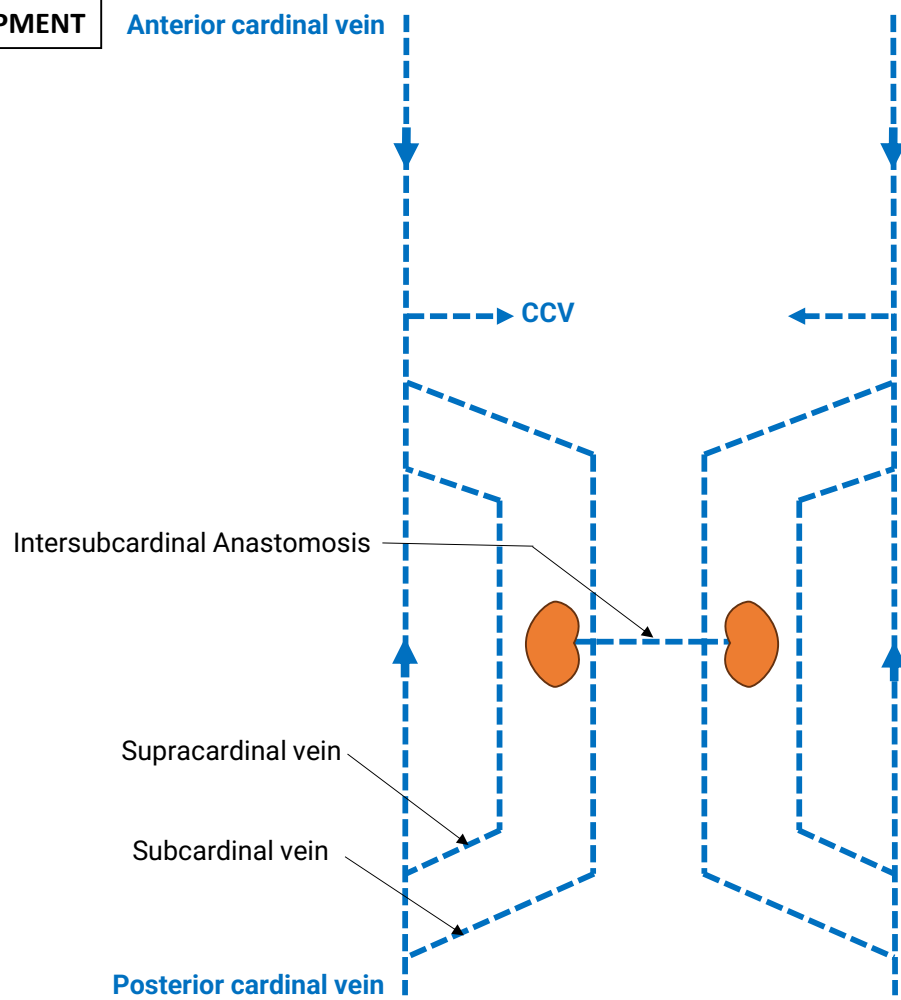 PMENT
Anterior cardinal vein
CCV
Intersubcardinal Anastomosis
Supracardinal vein
Subcardinal vein
Posterior cardinal vein